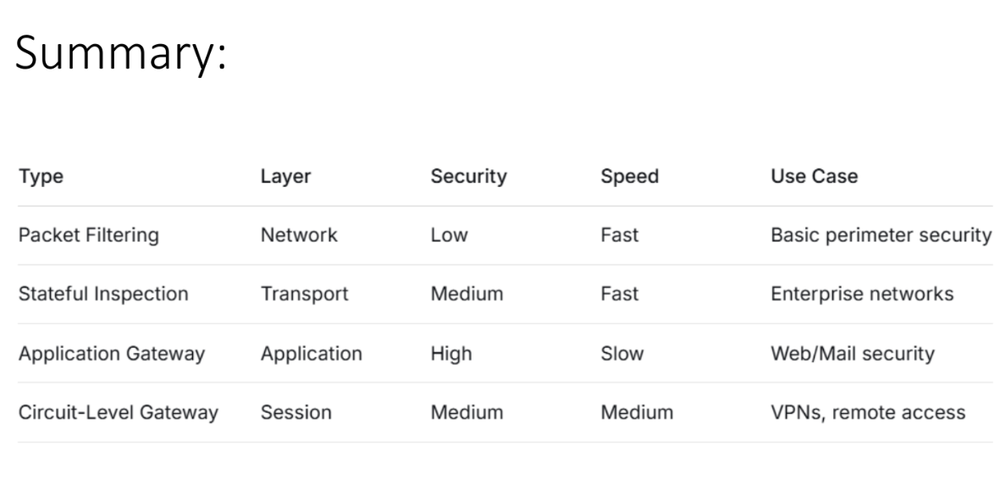 Summary:
Type Layer Security Speed Use Case
Packet Filtering Network Low Fast Basic perimeter security
Stateful Inspection Transport Medium Fast Enterprise networks
Application Gateway Application High Slow Web/Mail security
Circuit-Level Gateway Session Medium Medium VPNs, remote access